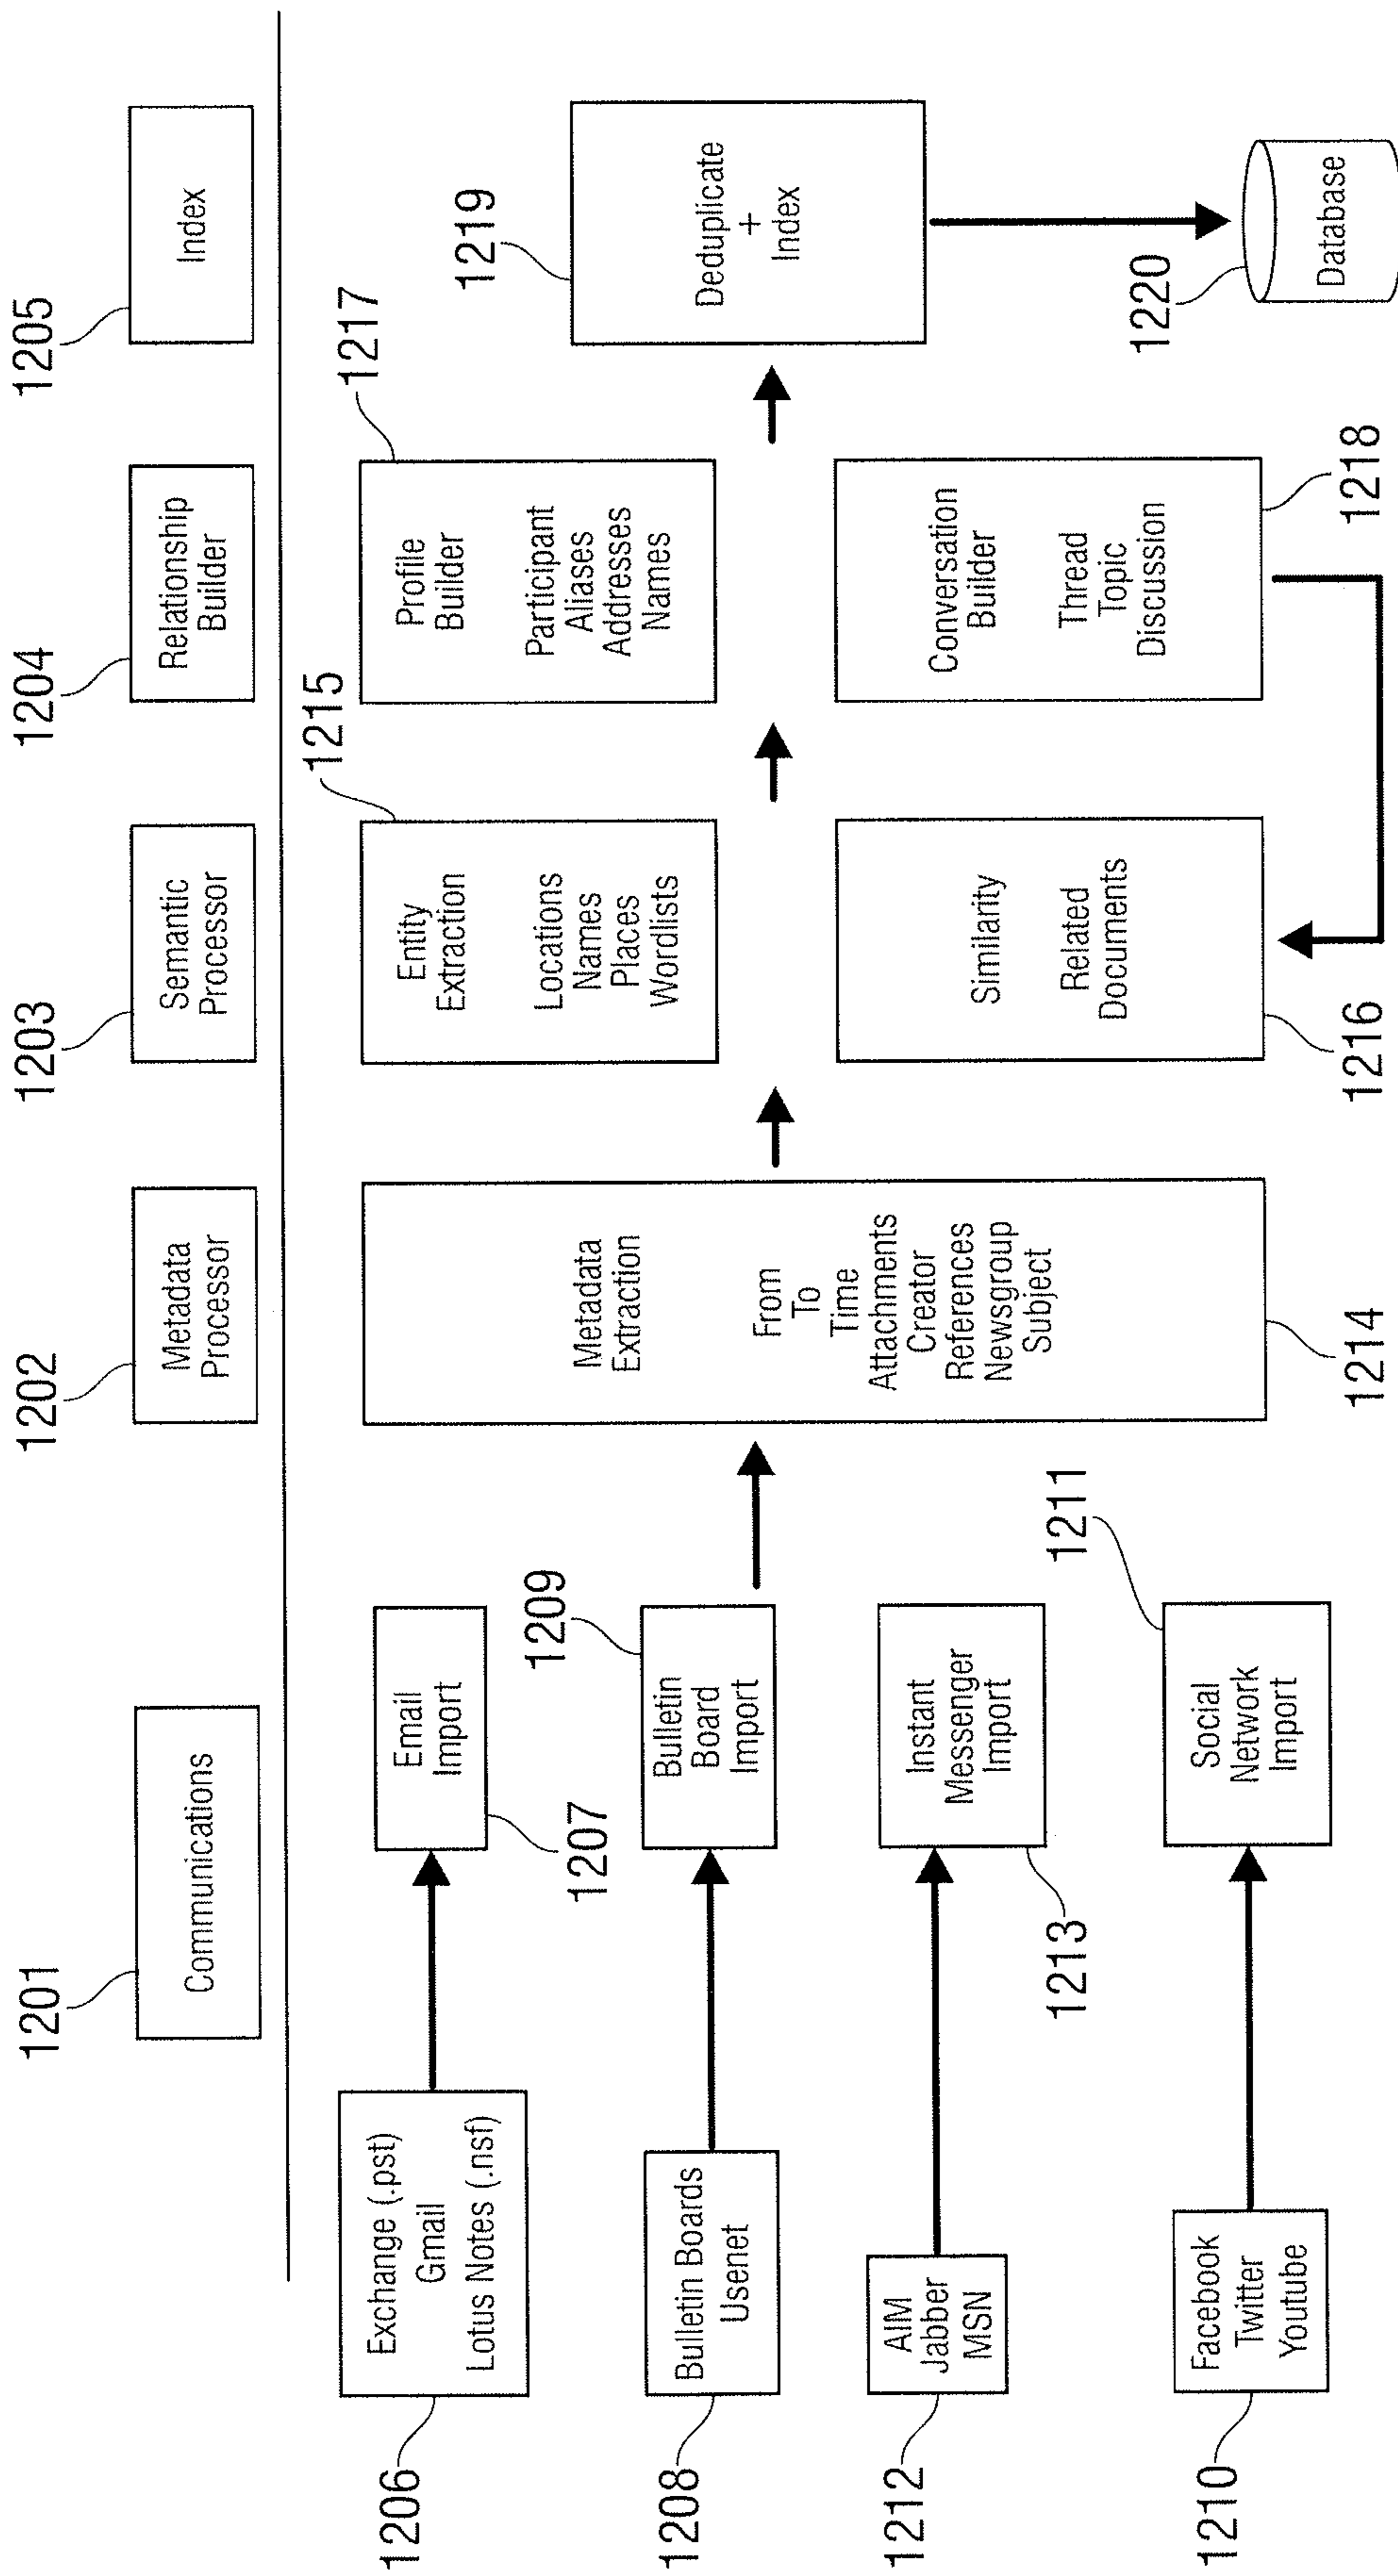 1201
Communications
1202
Metadata
Processor
1203
Semantic
Processor
1204
Relationship
Builder
1205
Index
1206
Exchange (.pst)
Gmail
Lotus Notes (.nsf)
Email
Import
1207
1208
Bulletin Boards
Usenet
1209
Bulletin
Board
Import
1212
AIM
Jabber
MSN
Instant
Messenger
Import
1213
1210
Facebook
Twitter
Youtube
1211
Social
Network
Import
Metadata
Extraction
From
To
Time
Attachments
Creator
References
Newsgroup
Subject
1214
1215
Entity
Extraction
Locations
Names
Places
Wordlists
Similarity
Related
Documents
1216
1217
Profile
Builder
Participant
Aliases
Addresses
Names
Conversation
Builder
Thread
Topic
Discussion
1218
1219
Deduplicate
+
Index
1220
Database